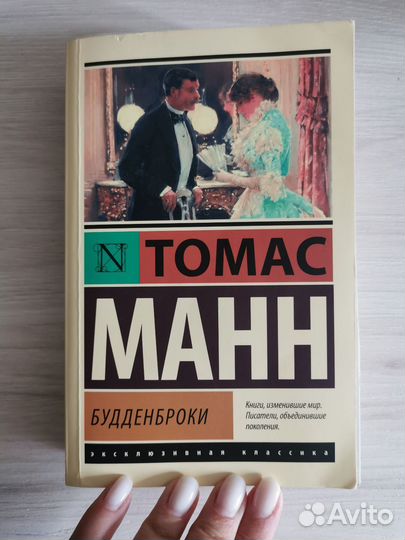 N ТОМАС
МАНН
БУДДЕНБРОКИ
Книги, изменившие мир.
Писатели, объединившие
поколения.
эксклюзивная классика
Avito